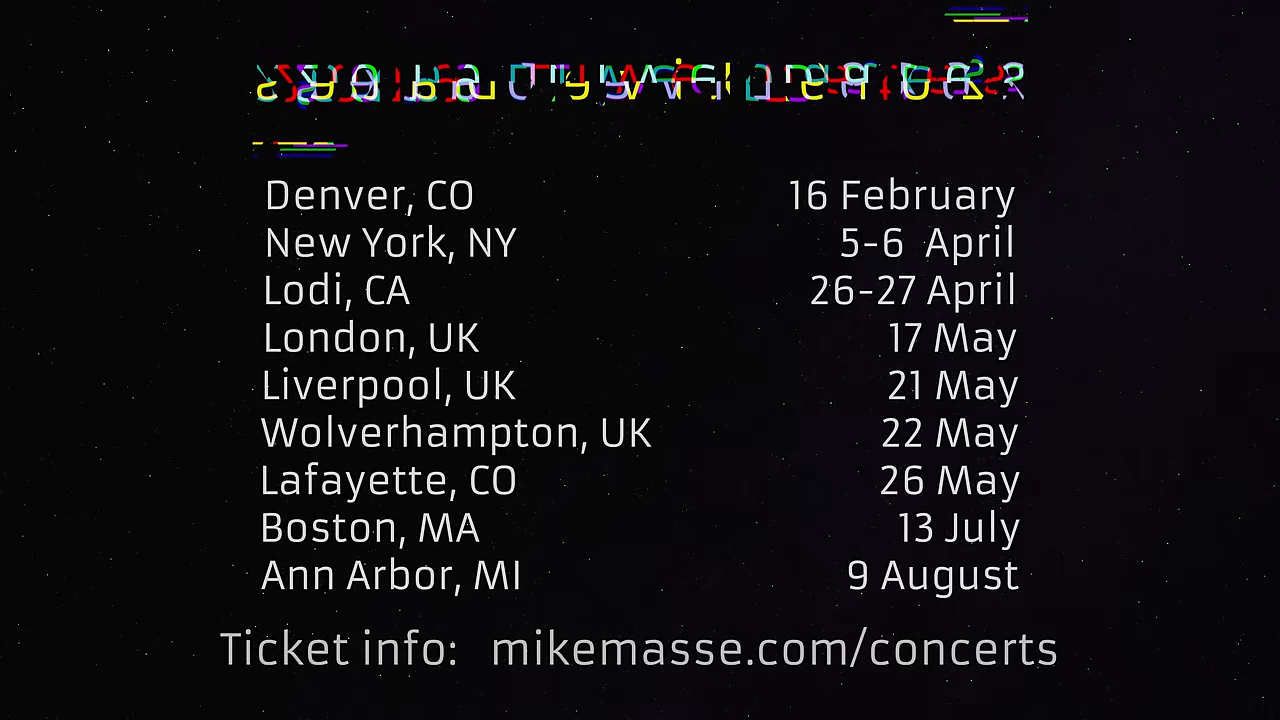 Denver, CO 16 February
New York, NY 5-6 April
Lodi, CA 26-27 April
London, UK 17 May
Liverpool, UK 21 May
Wolverhampton, UK 22 May
Lafayette, CO 26 May
Boston, MA 13 July
Ann Arbor, MI 9 August
Ticket info: mikemasse.com/concerts